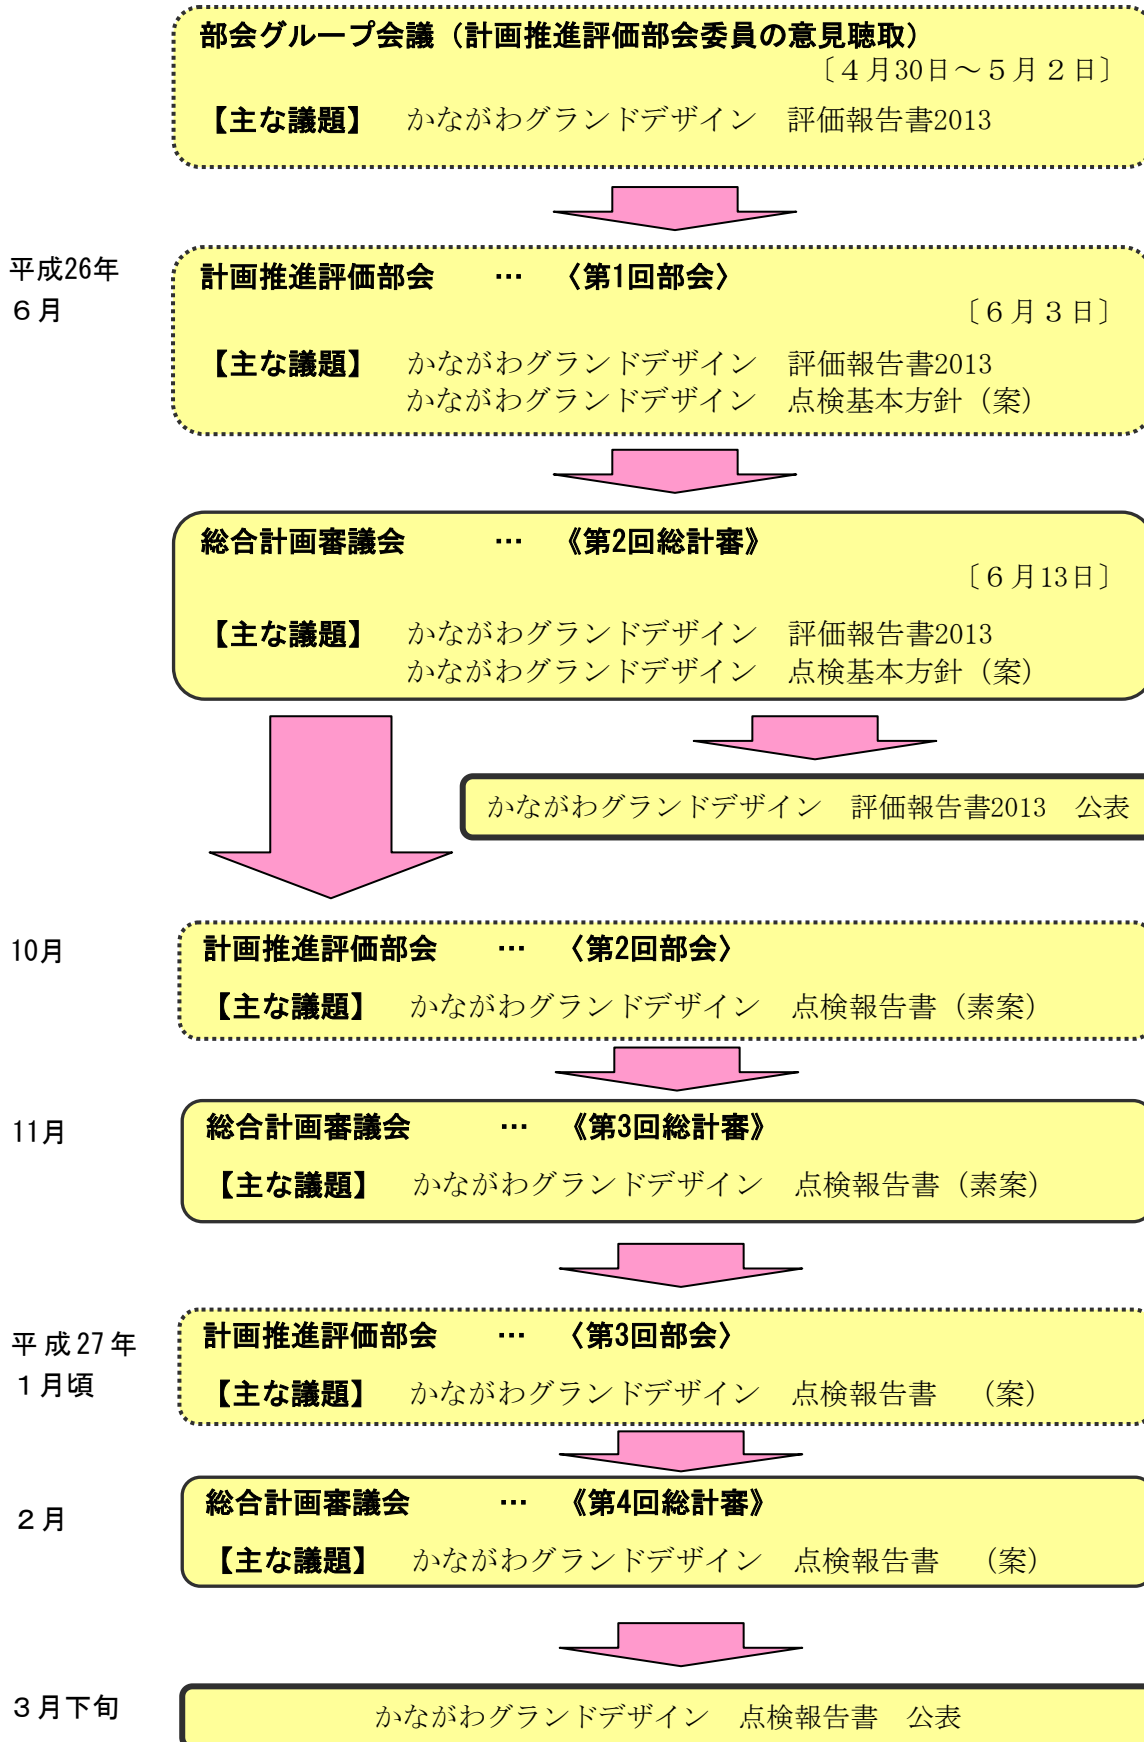 部会グループ会議（計画推進評価部会委員の意見聴取）
〔４月30日～５月２日〕
【主な議題】　かながわグランドデザイン　評価報告書2013
平成26年
６月
計画推進評価部会　　…　〈第1回部会〉
〔６月３日〕
【主な議題】　かながわグランドデザイン　評価報告書2013
かながわグランドデザイン　点検基本方針（案）
総合計画審議会　　　…　《第2回総計審》
〔６月13日〕
【主な議題】　かながわグランドデザイン　評価報告書2013
かながわグランドデザイン　点検基本方針（案）
かながわグランドデザイン　評価報告書2013　公表
10月
計画推進評価部会　　…　〈第2回部会〉
【主な議題】　かながわグランドデザイン　点検報告書（素案）
11月
総合計画審議会　　　…　《第3回総計審》
【主な議題】　かながわグランドデザイン　点検報告書（素案）
平成27年
１月頃
計画推進評価部会　　…　〈第3回部会〉
【主な議題】　かながわグランドデザイン　点検報告書　（案）
２月
総合計画審議会　　　…　《第4回総計審》
【主な議題】　かながわグランドデザイン　点検報告書　（案）
３月下旬
かながわグランドデザイン　点検報告書　公表